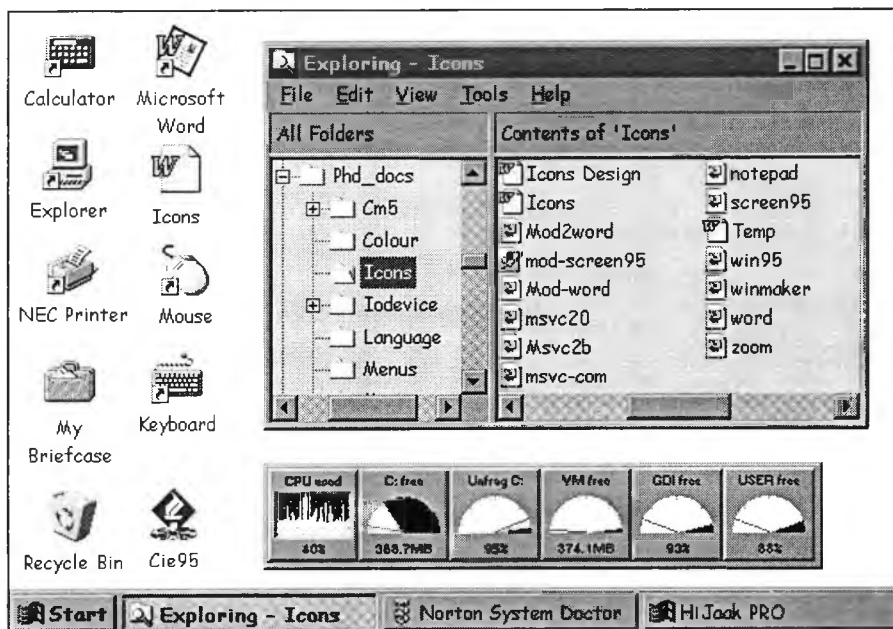 Calculator
Microsoft
Word
Explorer
Icons
NEC Printer
Mouse
My
Briefcase
Keyboard
Recycle Bin
Cie95
Exploring - Icons
File Edit View Tools Help
All Folders
Phd_docs
Cm5
Colour
Icons
Iodevice
Language
Menus
Contents of 'Icons'
Icons Design
Icons
Mod2word
mod-screen95
Mod-word
msvc20
Msvc2b
msvc-com
notepad
screen95
Temp
win95
winmaker
word
zoom
CPU used
40%
C: free
368.7MB
Unfrag C:
95%
VM free
374.1MB
GDI free
93%
USER free
88%
Start
Exploring - Icons
Norton System Doctor
HiJaak PRO